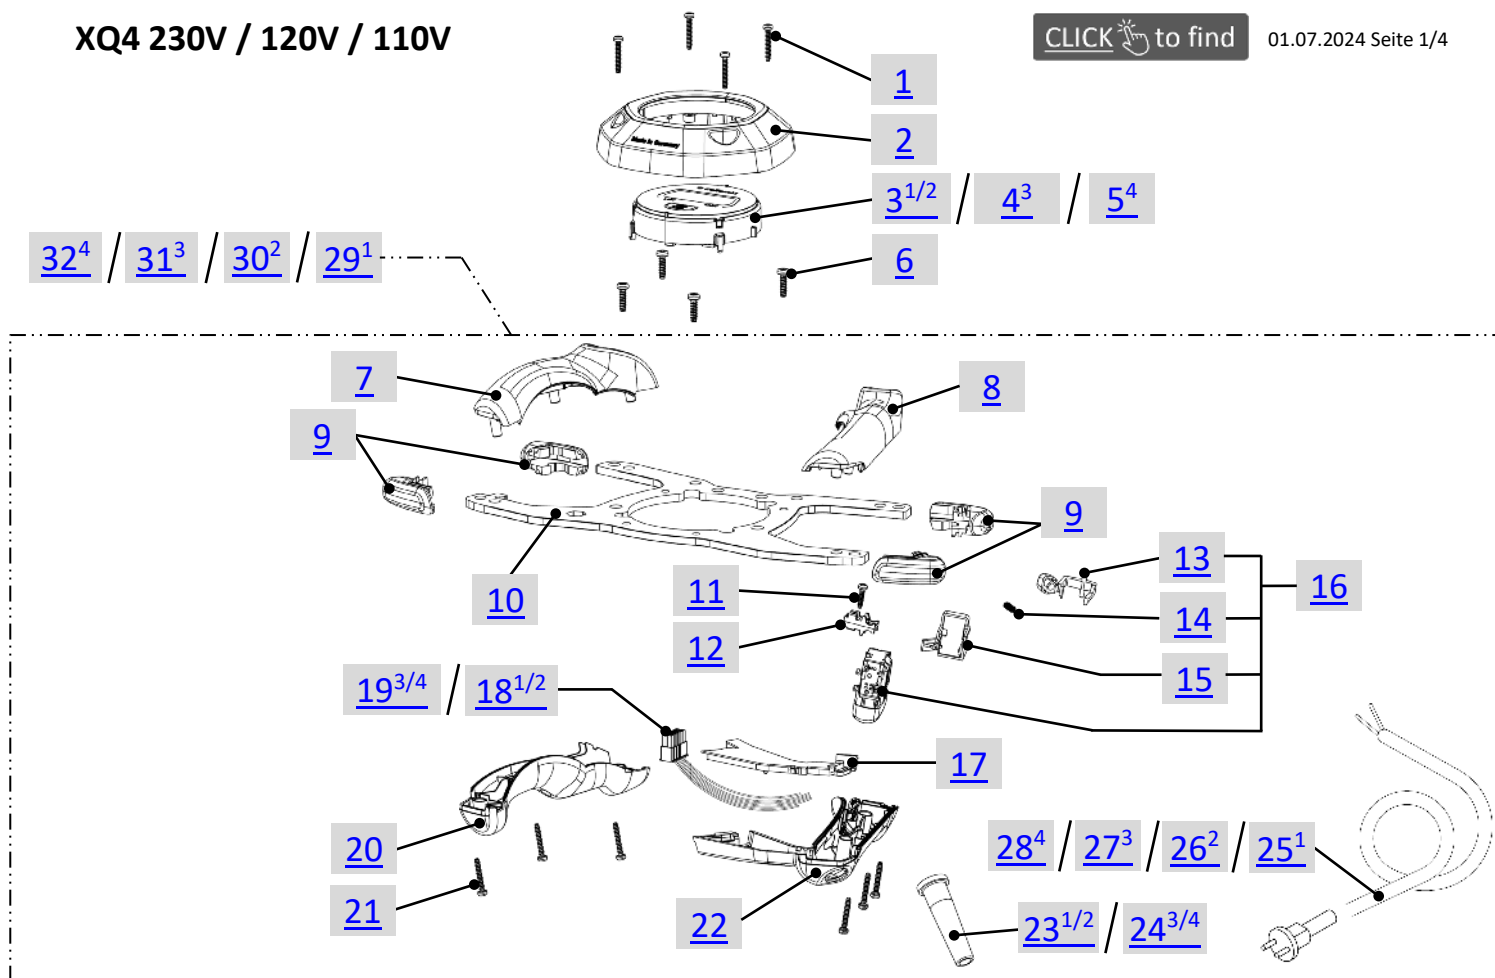 XQ4 230V / 120V / 110V
CLICK to find
01.07.2024 Seite 1/4
1
2
Made in Germany
3^1/2 / 4^3 / 5^4
32^4 / 31^3 / 30^2 / 29^1
6
7
8
9
9
10
11
12
13
14
15
16
19^3/4 / 18^1/2
17
20
21
22
28^4 / 27^3 / 26^2 / 25^1
23^1/2 / 24^3/4